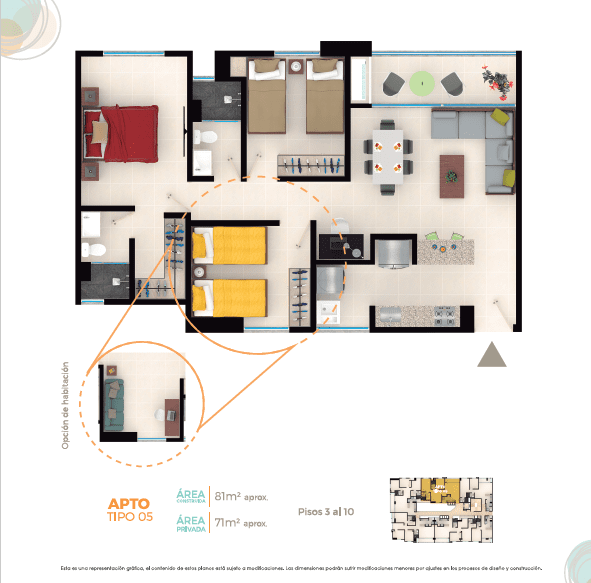 Opción de habitación
APTO
TIPO 05
ÁREA
CONSTRUIDA
81m² aprox.
ÁREA
PRIVADA
71m² aprox.
Pisos 3 al 10
APTO
Esta es una representación gráfica, el contenido de estos planos está sujeto a modificaciones. Las dimensiones podrán sufrir modificaciones menores por ajustes en los procesos de diseño y construcción.